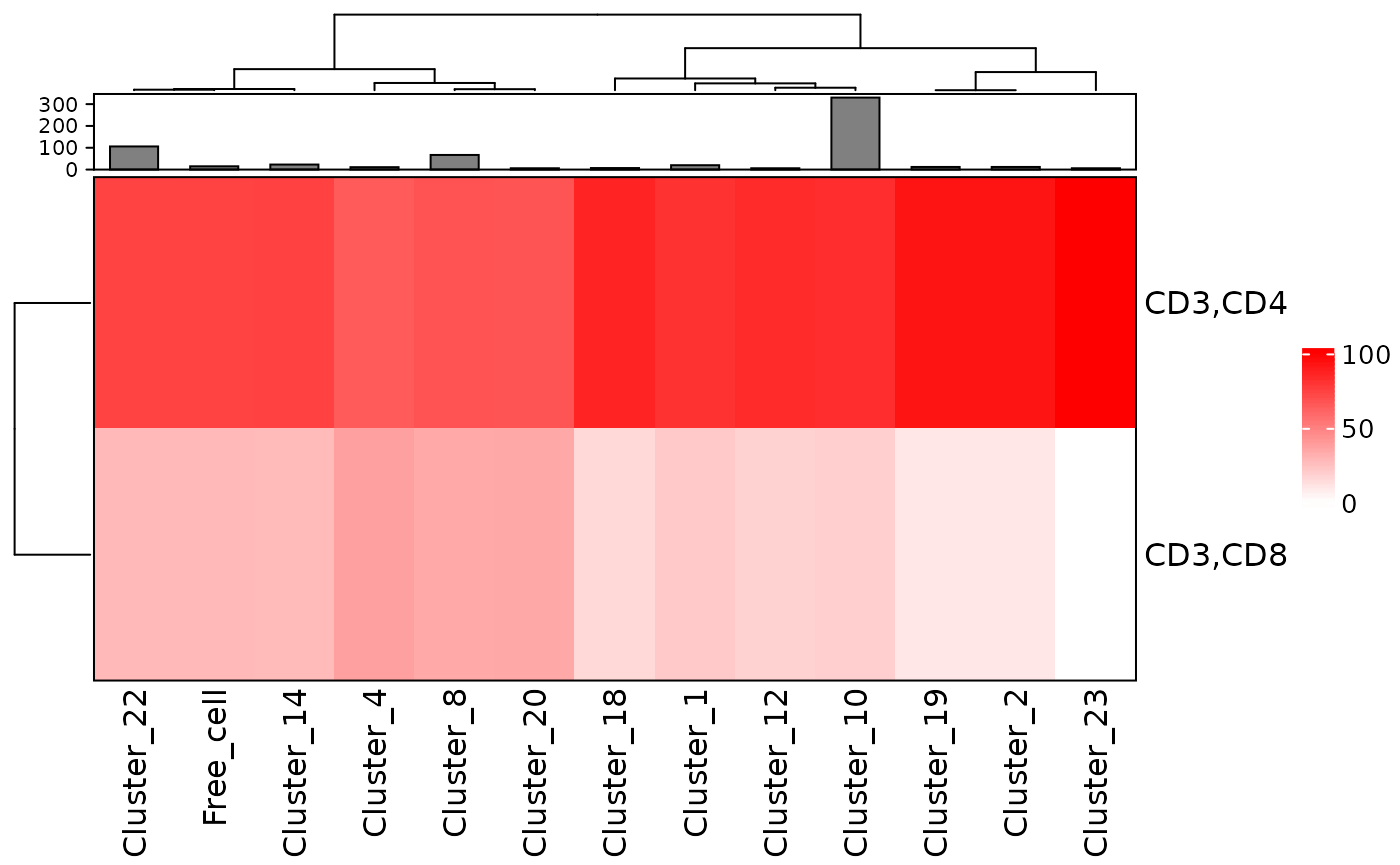 300
200
100
0
CD3,CD4
100
50
0
CD3,CD8
Cluster_22
Free_cell
Cluster_14
Cluster_4
Cluster_8
Cluster_20
Cluster_18
Cluster_1
Cluster_12
Cluster_10
Cluster_19
Cluster_2
Cluster_23